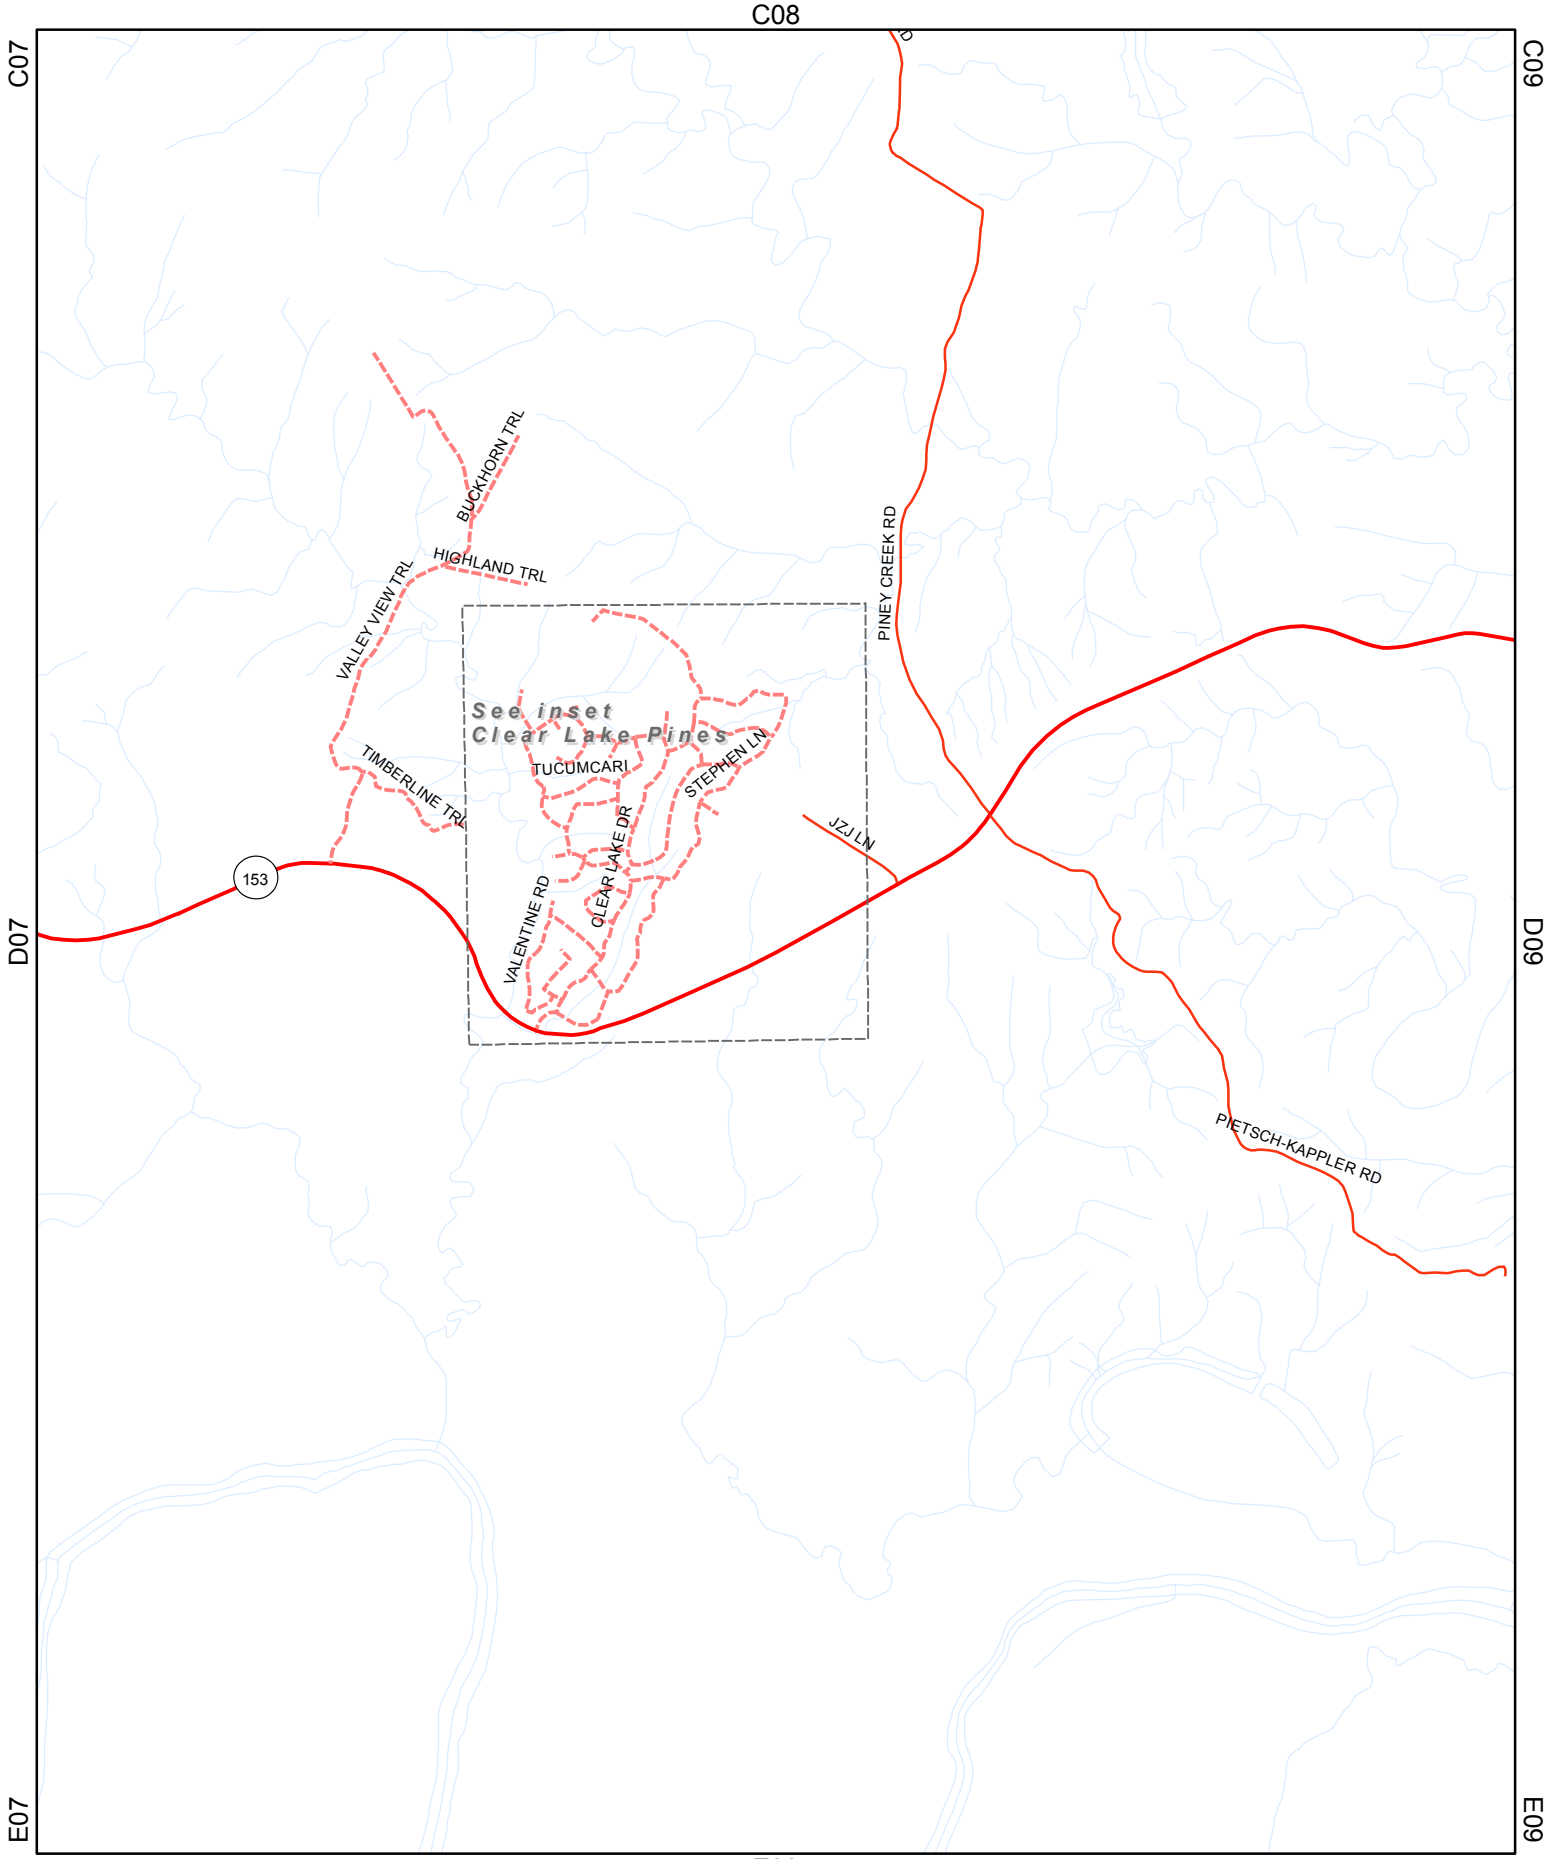 C08
C07
C09
BUCKHORN TRL
HIGHLAND TRL
VALLEY VIEW TRL
PINEY CREEK RD
See inset
Clear Lake Pines
TIMBERLINE TRL
TUCUMCARI
STEPHEN LN
JZJ LN
CLEAR LAKE DR
153
VALENTINE RD
D07
D09
PIETSCH-KAPPLER RD
E07
E09